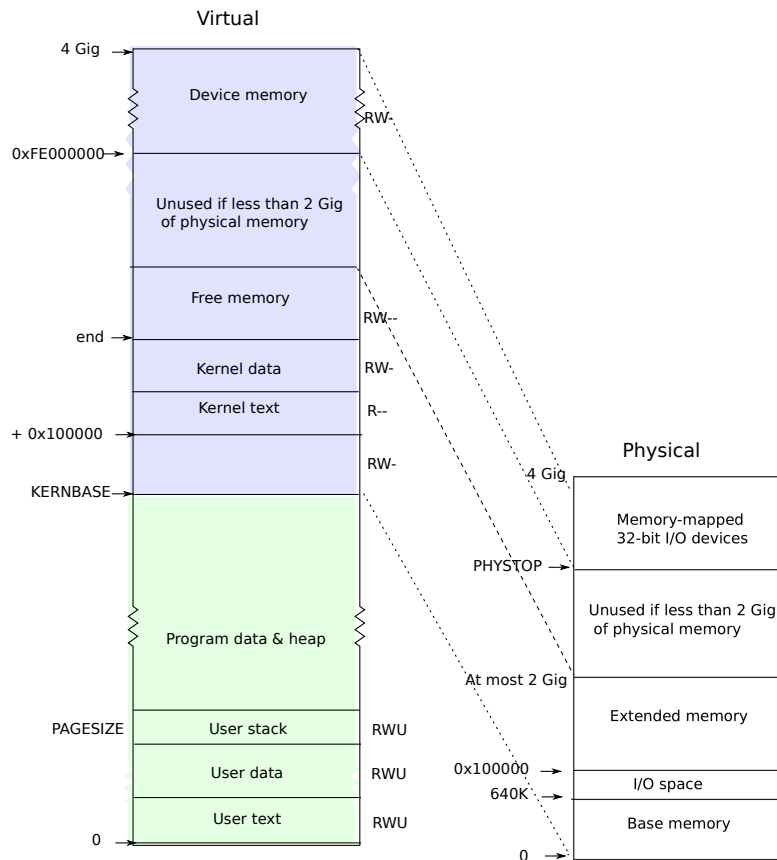 Virtual
4 Gig
Device memory
RW-
0xFE000000
Unused if less than 2 Gig
of physical memory
Free memory
RW--
end
Kernel data
RW-
Kernel text
R--
+ 0x100000
RW-
KERNBASE
Program data & heap
PAGESIZE
User stack
RWU
User data
RWU
User text
RWU
0
Physical
4 Gig
Memory-mapped
32-bit I/O devices
PHYSTOP
Unused if less than 2 Gig
of physical memory
At most 2 Gig
Extended memory
0x100000
I/O space
640K
Base memory
0